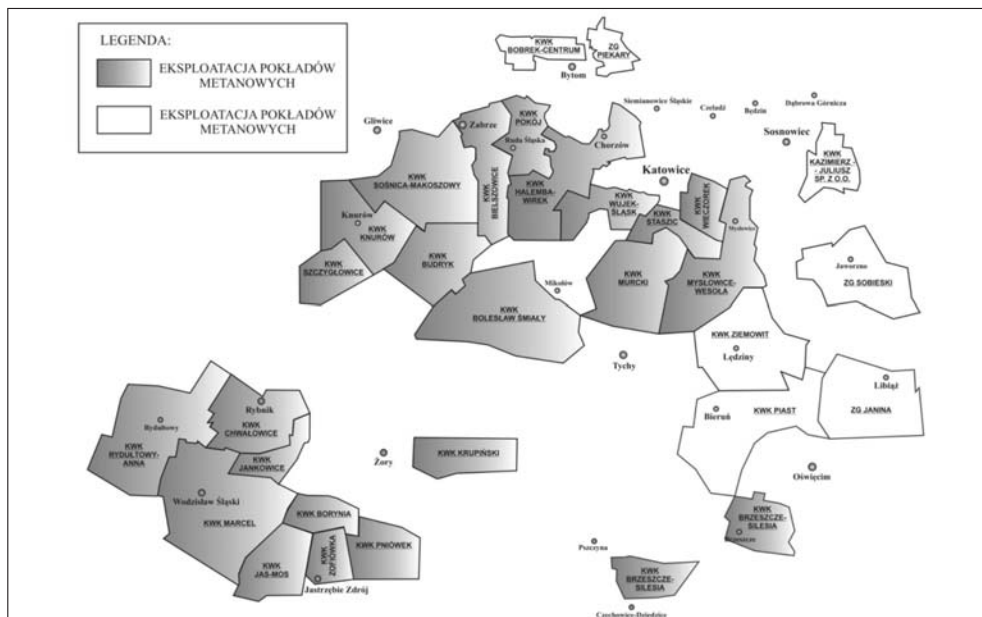 LEGENDA:
EKSPLOATACJA POKŁADÓW
METANOWYCH
EKSPLOATACJA POKŁADÓW
METANOWYCH
KWK
BOBREK-CENTRUM
ZG
PIEKARY
Bytom
Gliwice
Zabrze
KWK
POKÓJ
Ruda Śląska
Siemianowice Śląskie
Czeladź
Będzin
Dąbrowa Górnicza
Sosnowiec
Chorzów
Katowice
KWK
KAZIMIERZ -
- JULIUSZ
SP. Z O.O.
KWK
SOŚNICA-MAKOSZOWY
KWK
BIELSZOWICE
KWK
HALEMBA-
WIREK
KWK
WUJEK-
ŚLĄSK
KWK
STASZIC
KWK
WIECZOREK
Mysłowice
Knurów
KWK
KNURÓW
KWK
SZCZYGŁOWICE
KWK
BUDRYK
KWK
BOLESŁAW ŚMIAŁY
Mikołów
KWK
MURCKI
KWK
MYSŁOWICE-
WESOŁA
Jaworzno
ZG SOBIESKI
KWK ZIEMOWIT
Lędziny
Tychy
Libiąż
ZG JANINA
Bieruń
KWK PIAST
Oświęcim
Rydułtowy
KWK
RYDUŁTOWY-
ANNA
Rybnik
KWK
CHWAŁOWICE
KWK
JANKOWICE
Żory
KWK KRUPIŃSKI
Wodzisław Śląski
KWK MARCEL
KWK BORYNIA
KWK
ZOFIÓWKA
KWK PNIÓWEK
KWK
JAS-MOS
Jastrzębie Zdrój
KWK
BRZESZCZE-
SILESIA
Brzeszcze
Pszczyna
KWK
BRZESZCZE-
SILESIA
Czechowice-Dziedzice